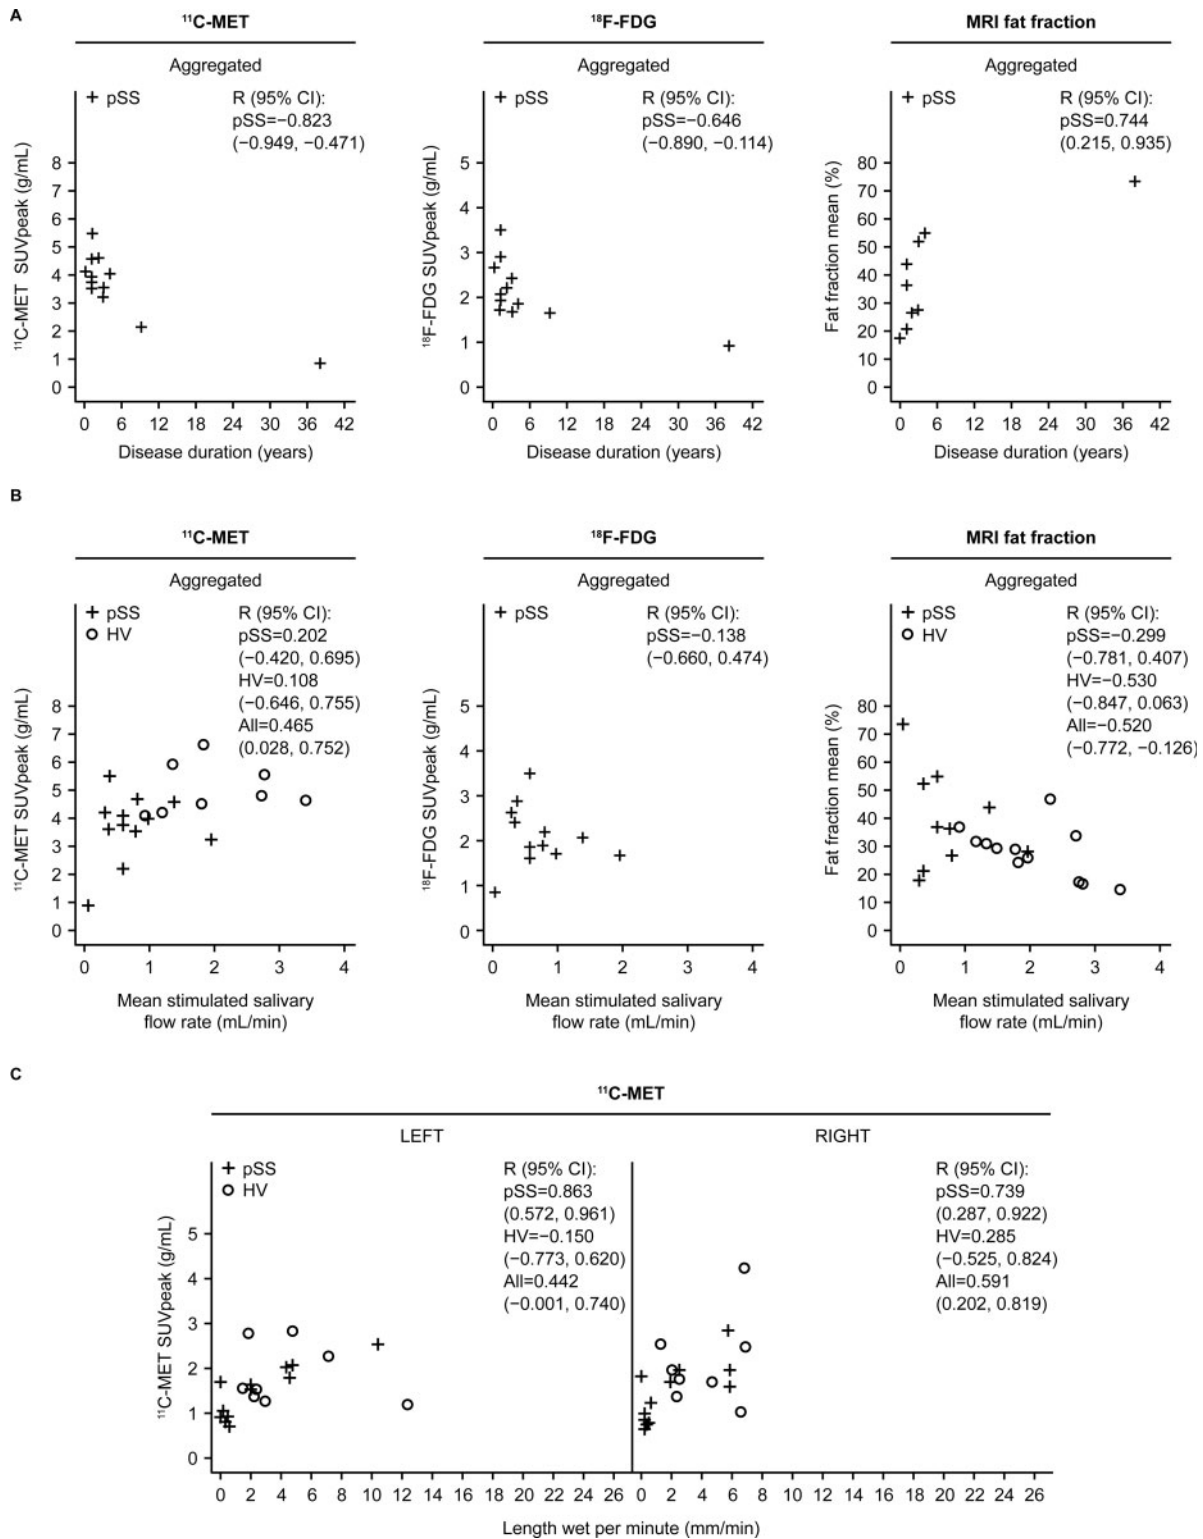 A
¹¹C-MET
Aggregated
pSS
R (95% CI):
pSS=−0.823
(−0.949, −0.471)
¹¹C-MET SUVpeak (g/mL)
8
7
6
5
4
3
2
1
0
0 6 12 18 24 30 36 42
Disease duration (years)
¹⁸F-FDG
Aggregated
pSS
R (95% CI):
pSS=−0.646
(−0.890, −0.114)
¹⁸F-FDG SUVpeak (g/mL)
5
4
3
2
1
0
0 6 12 18 24 30 36 42
Disease duration (years)
MRI fat fraction
Aggregated
pSS
R (95% CI):
pSS=0.744
(0.215, 0.935)
Fat fraction mean (%)
80
70
60
50
40
30
20
10
0
0 6 12 18 24 30 36 42
Disease duration (years)
B
¹¹C-MET
Aggregated
pSS
HV
R (95% CI):
pSS=0.202
(−0.420, 0.695)
HV=0.108
(−0.646, 0.755)
All=0.465
(0.028, 0.752)
¹¹C-MET SUVpeak (g/mL)
8
7
6
5
4
3
2
1
0
0 1 2 3 4
Mean stimulated salivary
flow rate (mL/min)
¹⁸F-FDG
Aggregated
pSS
R (95% CI):
pSS=−0.138
(−0.660, 0.474)
¹⁸F-FDG SUVpeak (g/mL)
5
4
3
2
1
0
0 1 2 3 4
Mean stimulated salivary
flow rate (mL/min)
MRI fat fraction
Aggregated
pSS
HV
R (95% CI):
pSS=−0.299
(−0.781, 0.407)
HV=−0.530
(−0.847, 0.063)
All=−0.520
(−0.772, −0.126)
Fat fraction mean (%)
80
70
60
50
40
30
20
10
0
0 1 2 3 4
Mean stimulated salivary
flow rate (mL/min)
C
¹¹C-MET
LEFT
pSS
HV
R (95% CI):
pSS=0.863
(0.572, 0.961)
HV=−0.150
(−0.773, 0.620)
All=0.442
(−0.001, 0.740)
¹¹C-MET SUVpeak (g/mL)
5
4
3
2
1
0
0 2 4 6 8 10 12 14 16 18 20 22 24 26
RIGHT
R (95% CI):
pSS=0.739
(0.287, 0.922)
HV=0.285
(−0.525, 0.824)
All=0.591
(0.202, 0.819)
0 2 4 6 8 10 12 14 16 18 20 22 24 26
Length wet per minute (mm/min)